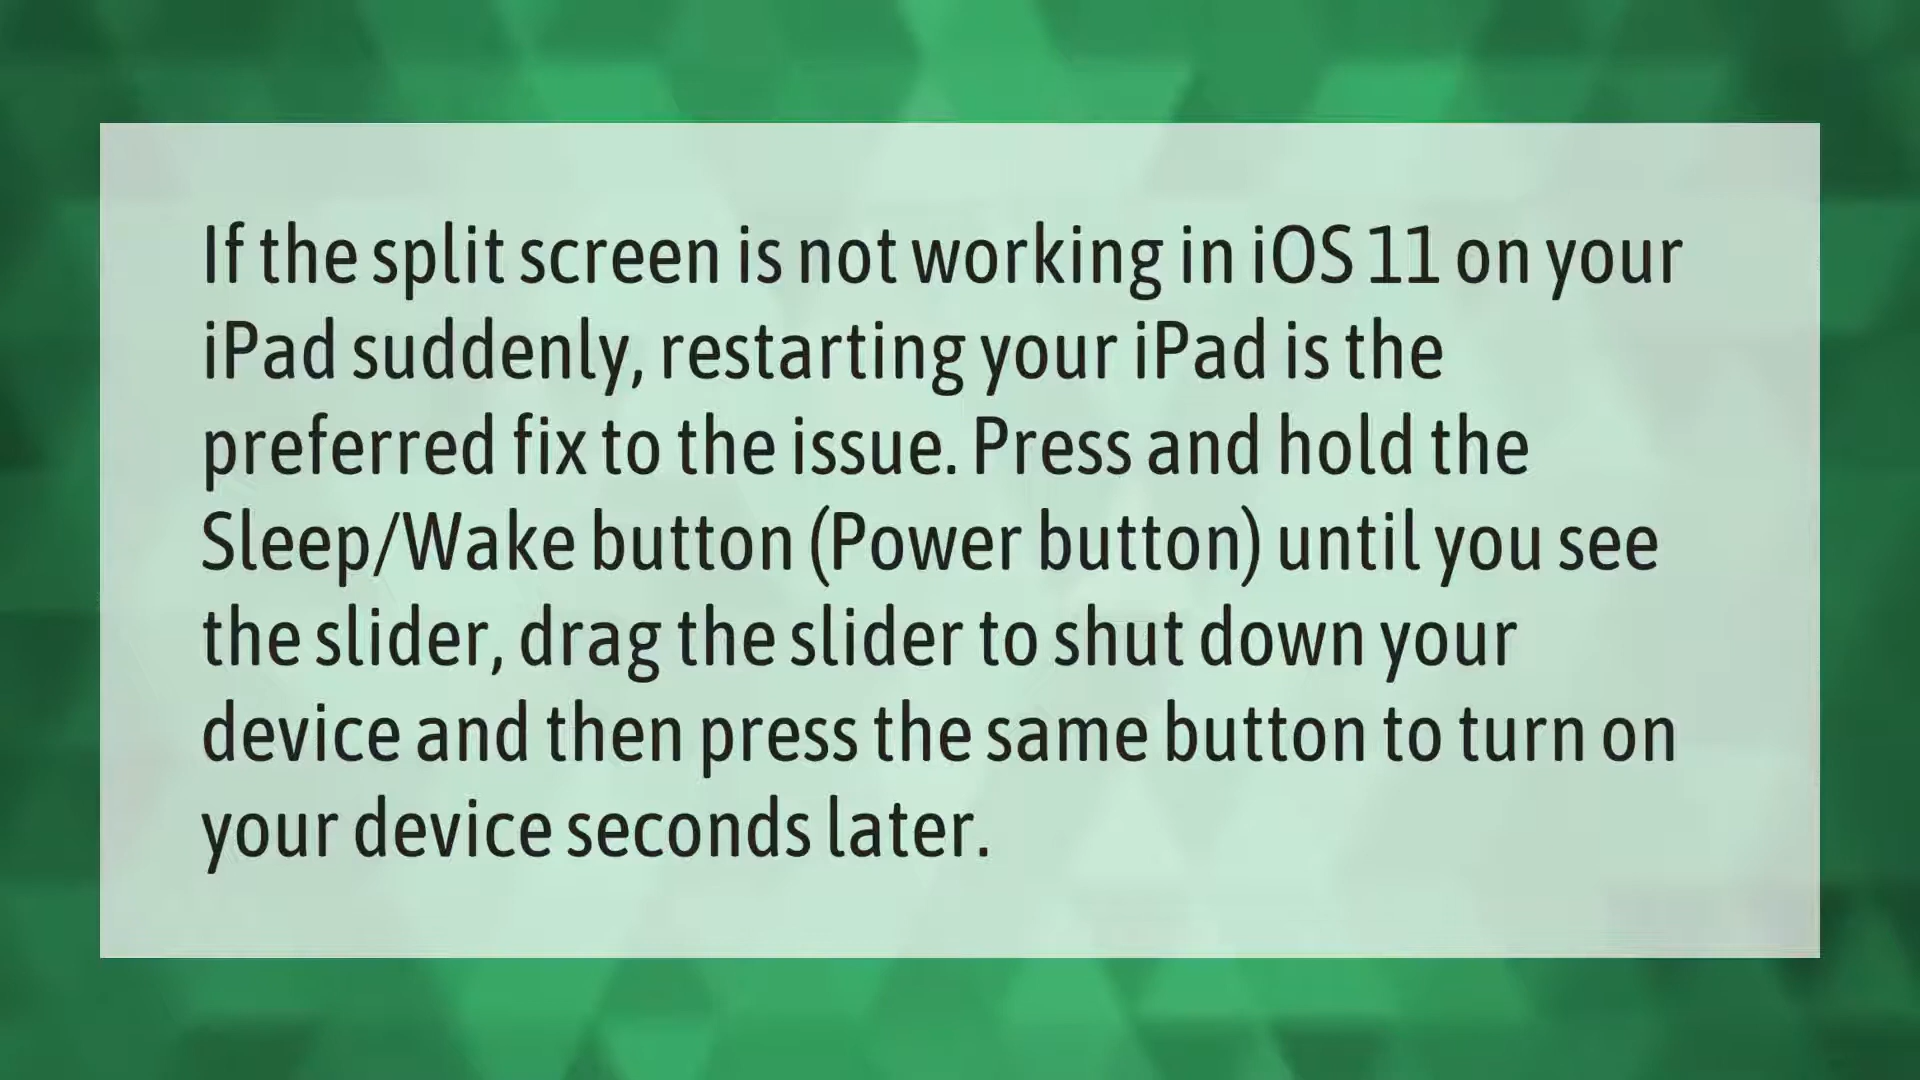 If the split screen is not working in iOS 11 on your
iPad suddenly, restarting your iPad is the
preferred fix to the issue. Press and hold the
Sleep/Wake button (Power button) until you see
the slider, drag the slider to shut down your
device and then press the same button to turn on
your device seconds later.